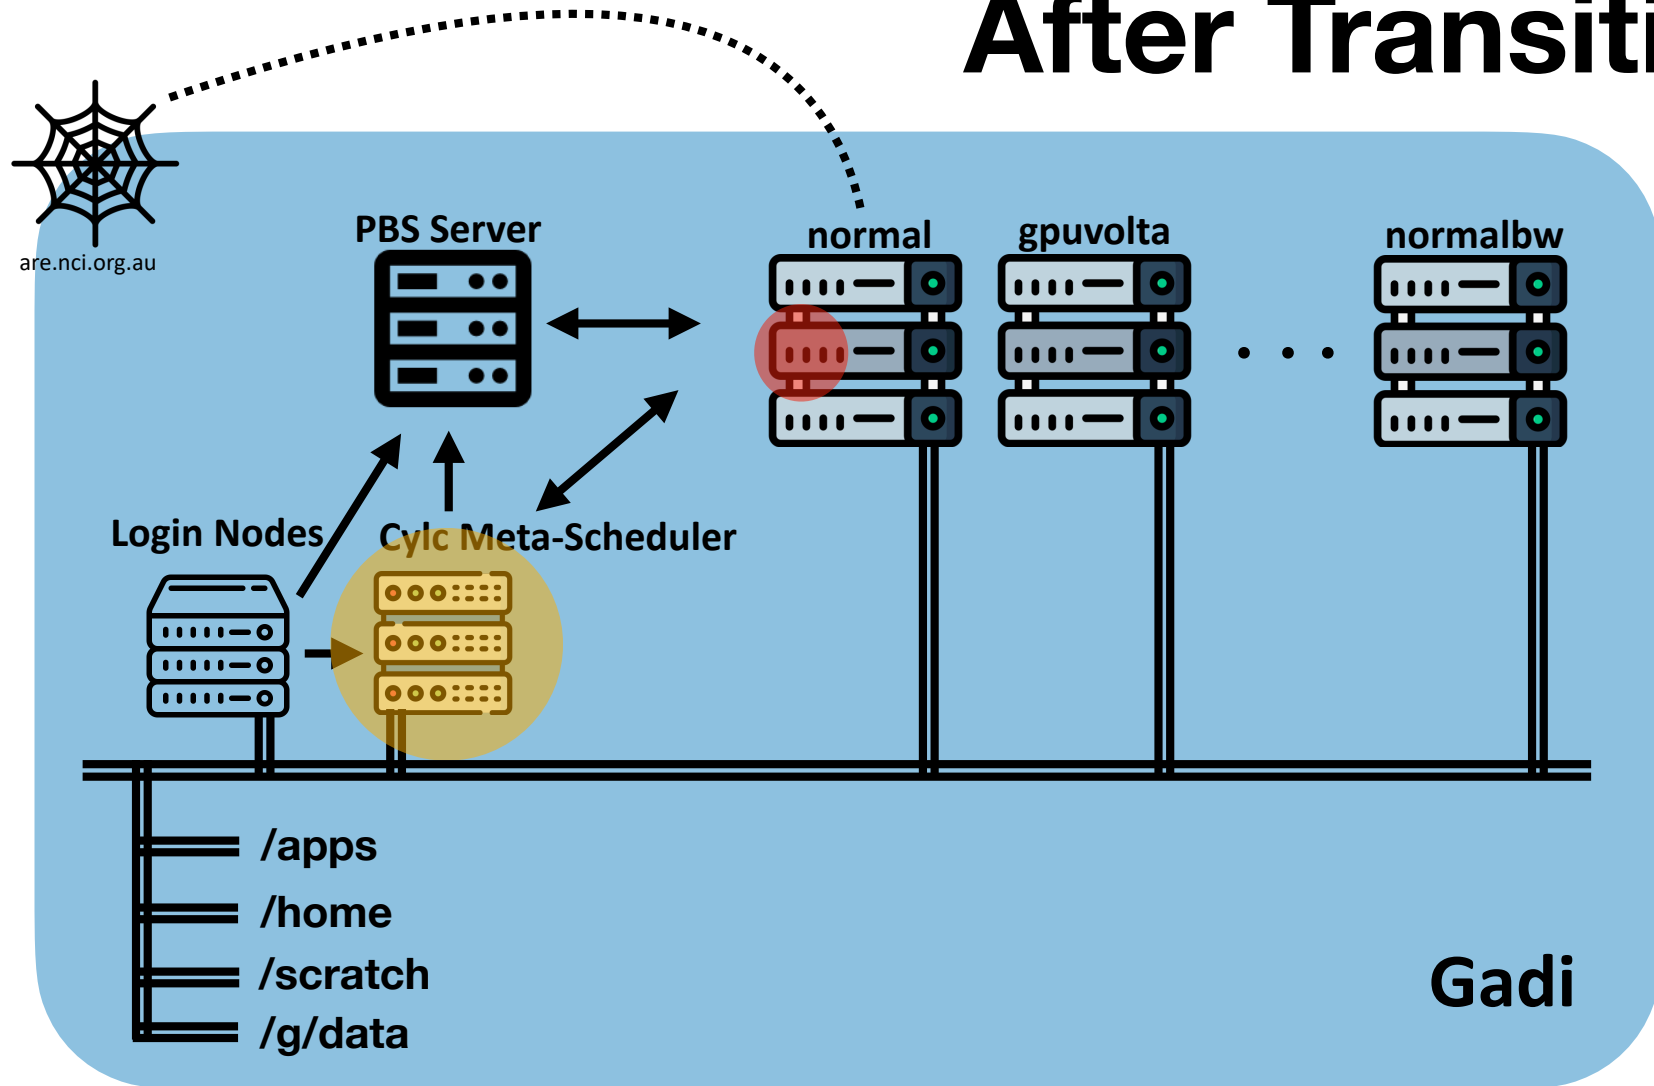 After Transiti
are.nci.org.au
PBS Server
normal
gpuvolta
normalbw
Login Nodes
Cylc Meta-Scheduler
/apps
/home
/scratch
/g/data
Gadi